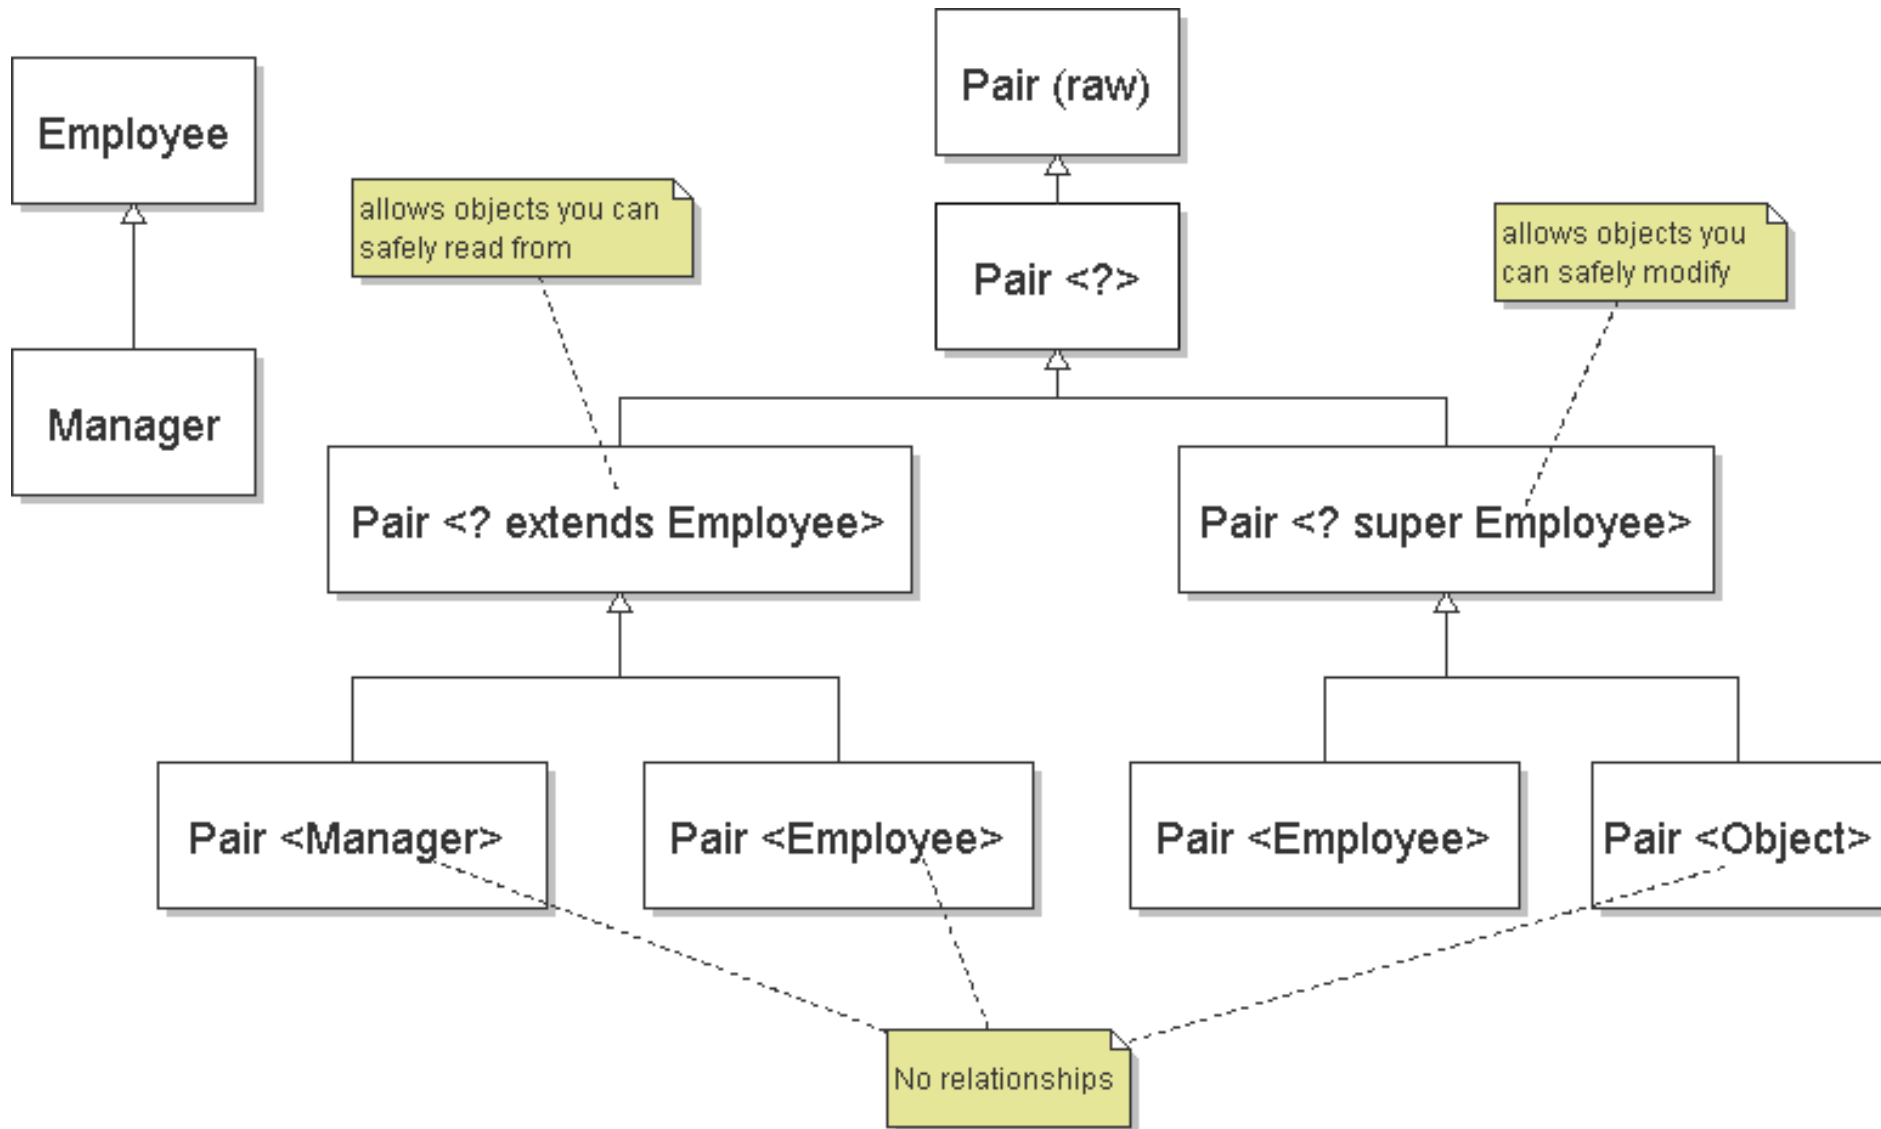 Pair (raw)
Employee
allows objects you can
safely read from
allows objects you
can safely modify
Pair <?>
Manager
Pair <? extends Employee>
Pair <? super Employee>
Pair <Manager>
Pair <Employee>
Pair <Employee>
Pair <Object>
No relationships